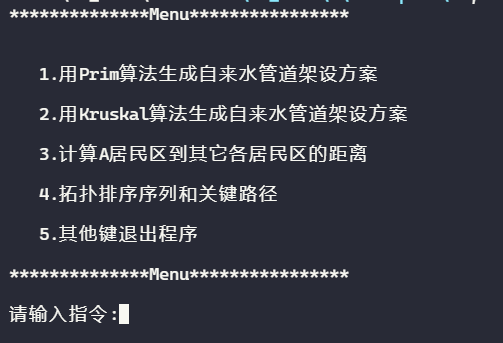 **************Menu****************
1.用Prim算法生成自来水管道架设方案
2.用Kruskal算法生成自来水管道架设方案
3.计算A居民区到其它各居民区的距离
4.拓扑排序序列和关键路径
5.其他键退出程序
**************Menu****************
请输入指令: